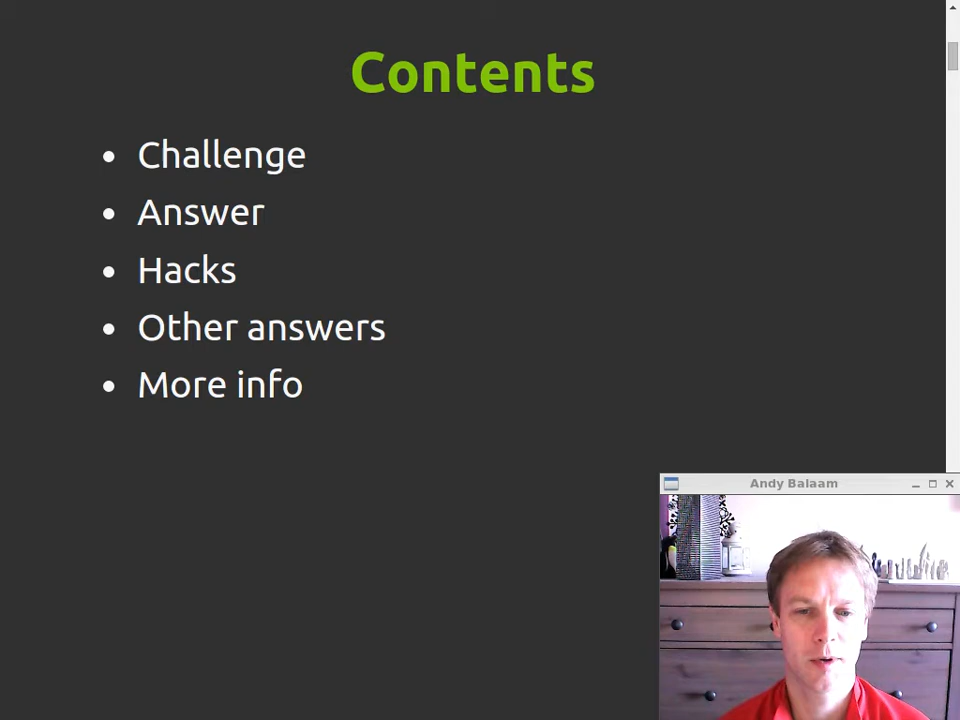 Contents
Challenge
Answer
Hacks
Other answers
More info
Andy Balaam